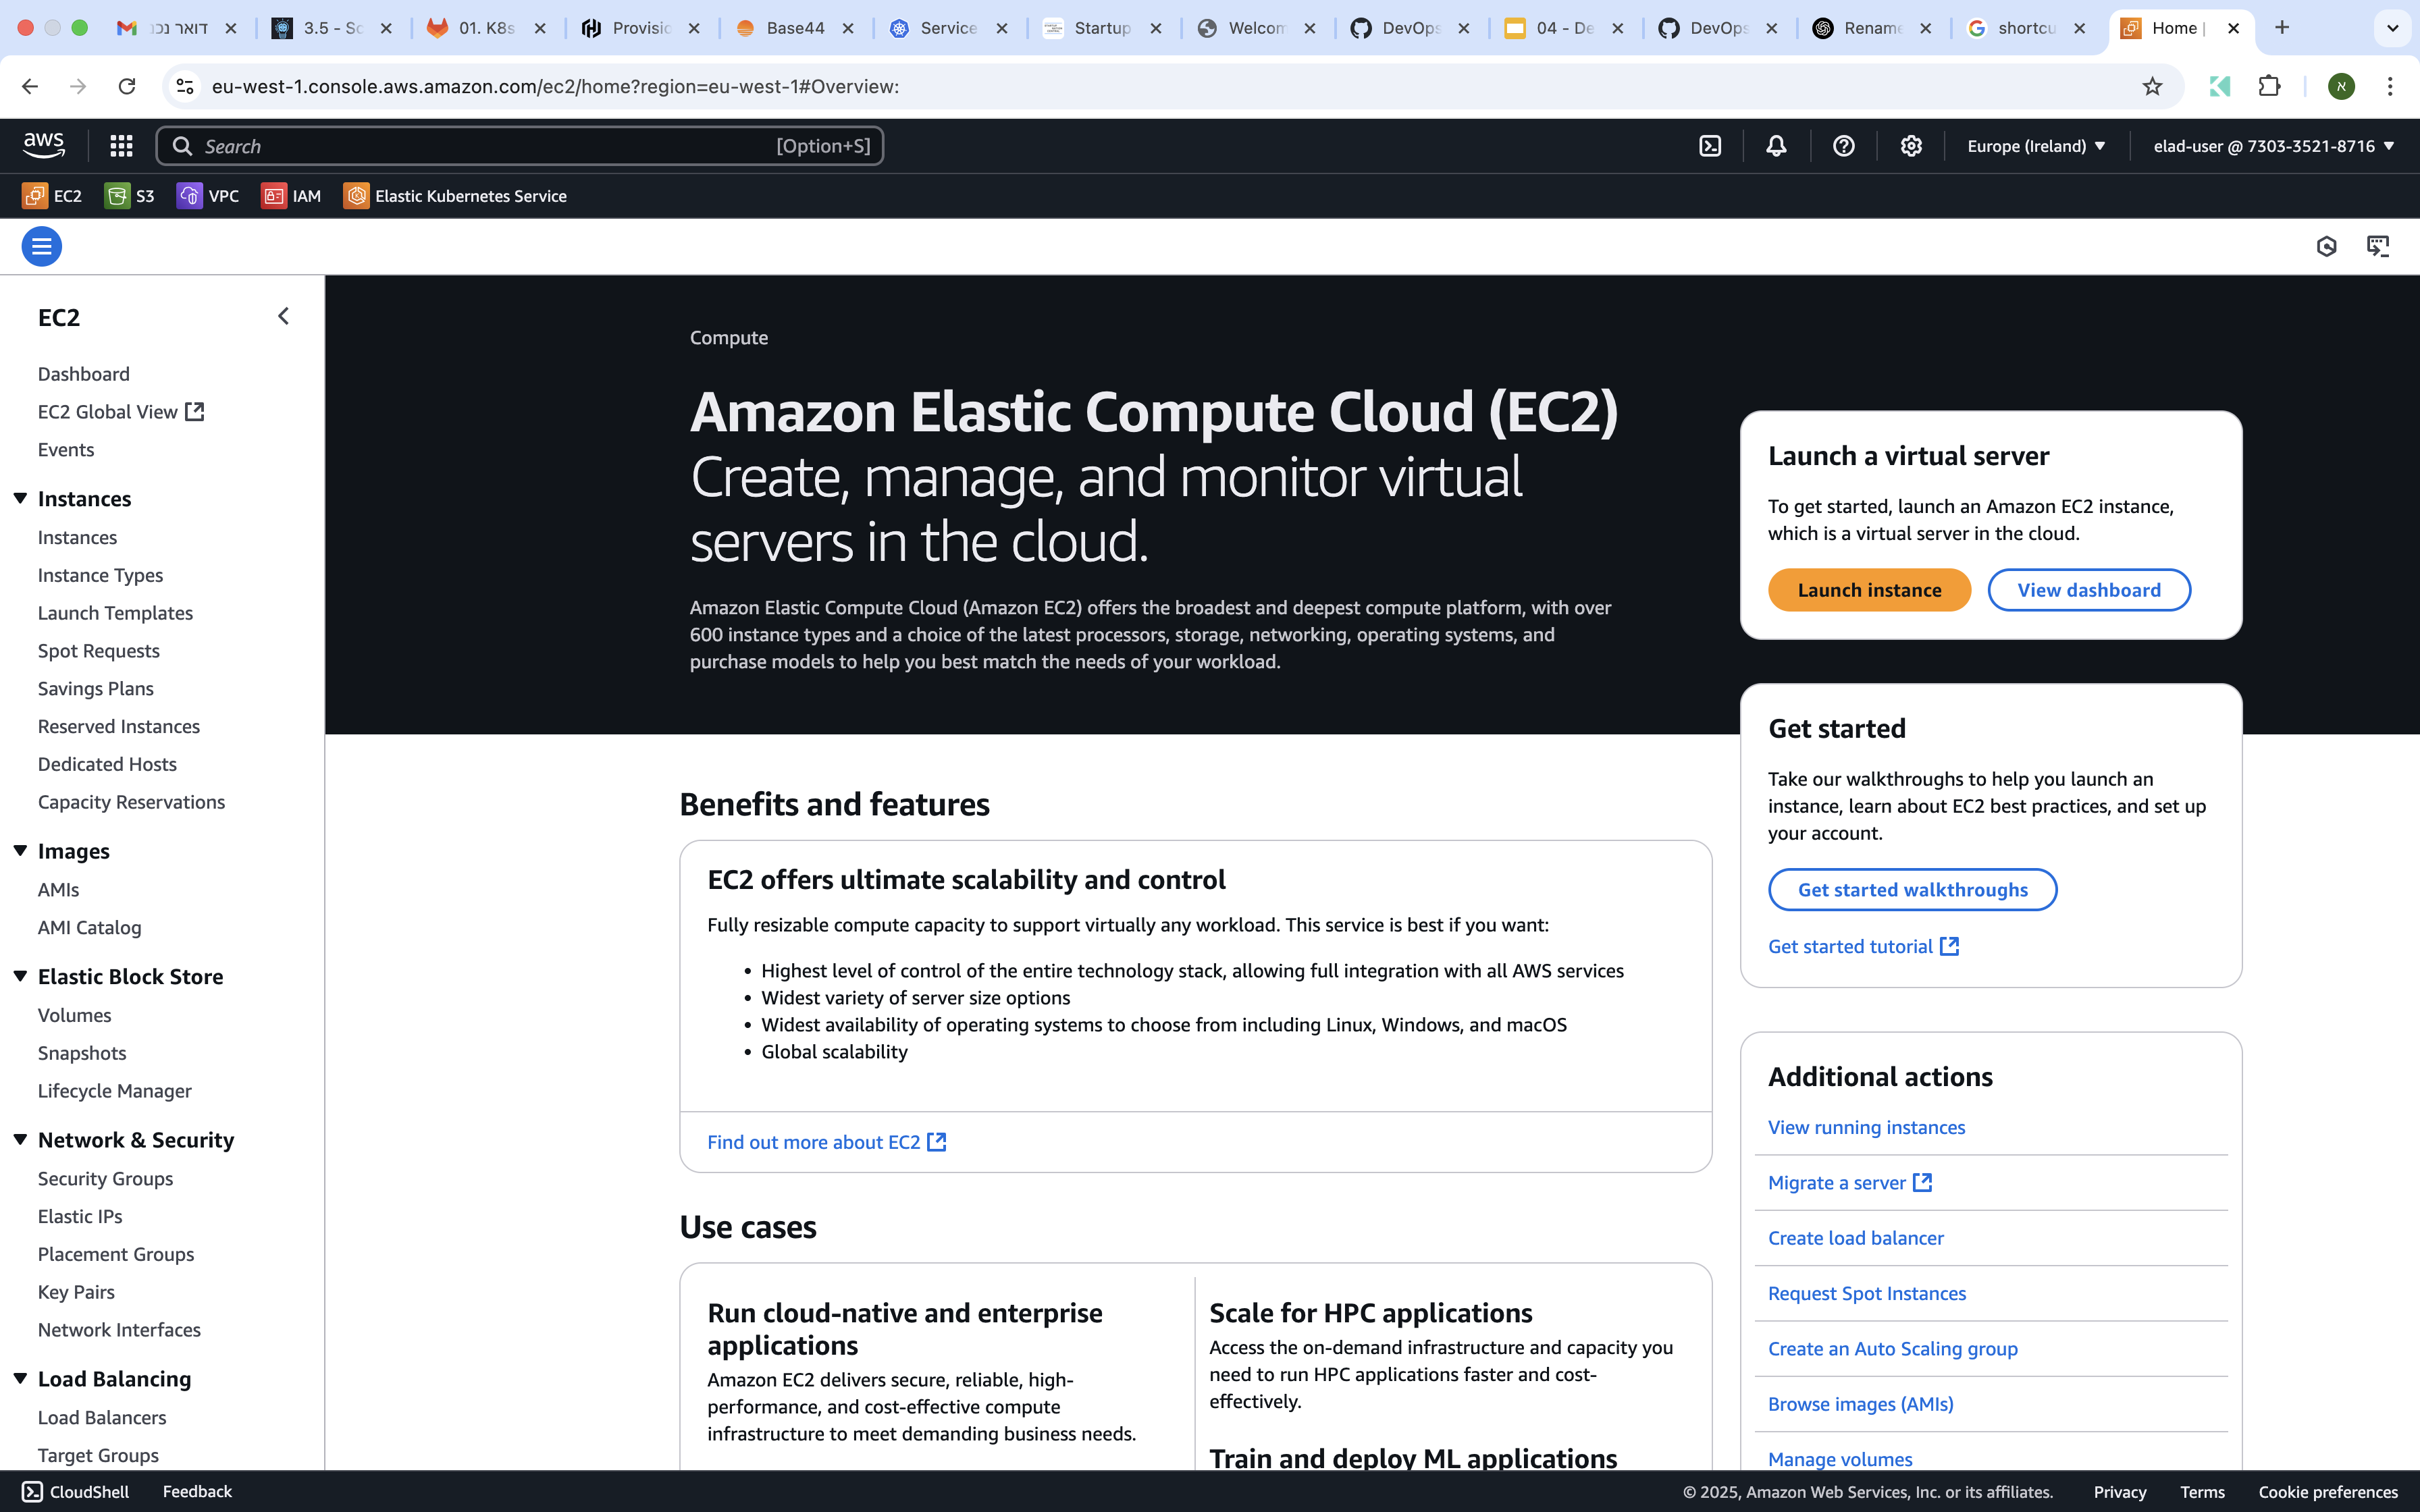 דואר נכנ
3.5 - Sc
01. K8s
Provisio
Base44
Service
Startup
Welcom
DevOps
04 - De
DevOps
Rename
shortcu
Home |
eu-west-1.console.aws.amazon.com/ec2/home?region=eu-west-1#Overview:
א
aws
Search
[Option+S]
Europe (Ireland)
elad-user @ 7303-3521-8716
EC2
S3
VPC
IAM
Elastic Kubernetes Service
EC2
Dashboard
EC2 Global View
Events
Instances
Instances
Instance Types
Launch Templates
Spot Requests
Savings Plans
Reserved Instances
Dedicated Hosts
Capacity Reservations
Images
AMIs
AMI Catalog
Elastic Block Store
Volumes
Snapshots
Lifecycle Manager
Network & Security
Security Groups
Elastic IPs
Placement Groups
Key Pairs
Network Interfaces
Load Balancing
Load Balancers
Target Groups
Compute
Amazon Elastic Compute Cloud (EC2)
Create, manage, and monitor virtual
servers in the cloud.
Amazon Elastic Compute Cloud (Amazon EC2) offers the broadest and deepest compute platform, with over
600 instance types and a choice of the latest processors, storage, networking, operating systems, and
purchase models to help you best match the needs of your workload.
Launch a virtual server
To get started, launch an Amazon EC2 instance,
which is a virtual server in the cloud.
Launch instance
View dashboard
Get started
Take our walkthroughs to help you launch an
instance, learn about EC2 best practices, and set up
your account.
Get started walkthroughs
Get started tutorial
Additional actions
View running instances
Migrate a server
Create load balancer
Request Spot Instances
Create an Auto Scaling group
Browse images (AMIs)
Manage volumes
Benefits and features
EC2 offers ultimate scalability and control
Fully resizable compute capacity to support virtually any workload. This service is best if you want:
• Highest level of control of the entire technology stack, allowing full integration with all AWS services
• Widest variety of server size options
• Widest availability of operating systems to choose from including Linux, Windows, and macOS
• Global scalability
Find out more about EC2
Use cases
Run cloud-native and enterprise
applications
Amazon EC2 delivers secure, reliable, high-
performance, and cost-effective compute
infrastructure to meet demanding business needs.
Scale for HPC applications
Access the on-demand infrastructure and capacity you
need to run HPC applications faster and cost-
effectively.
Train and deploy ML applications
CloudShell
Feedback
© 2025, Amazon Web Services, Inc. or its affiliates.
Privacy
Terms
Cookie preferences